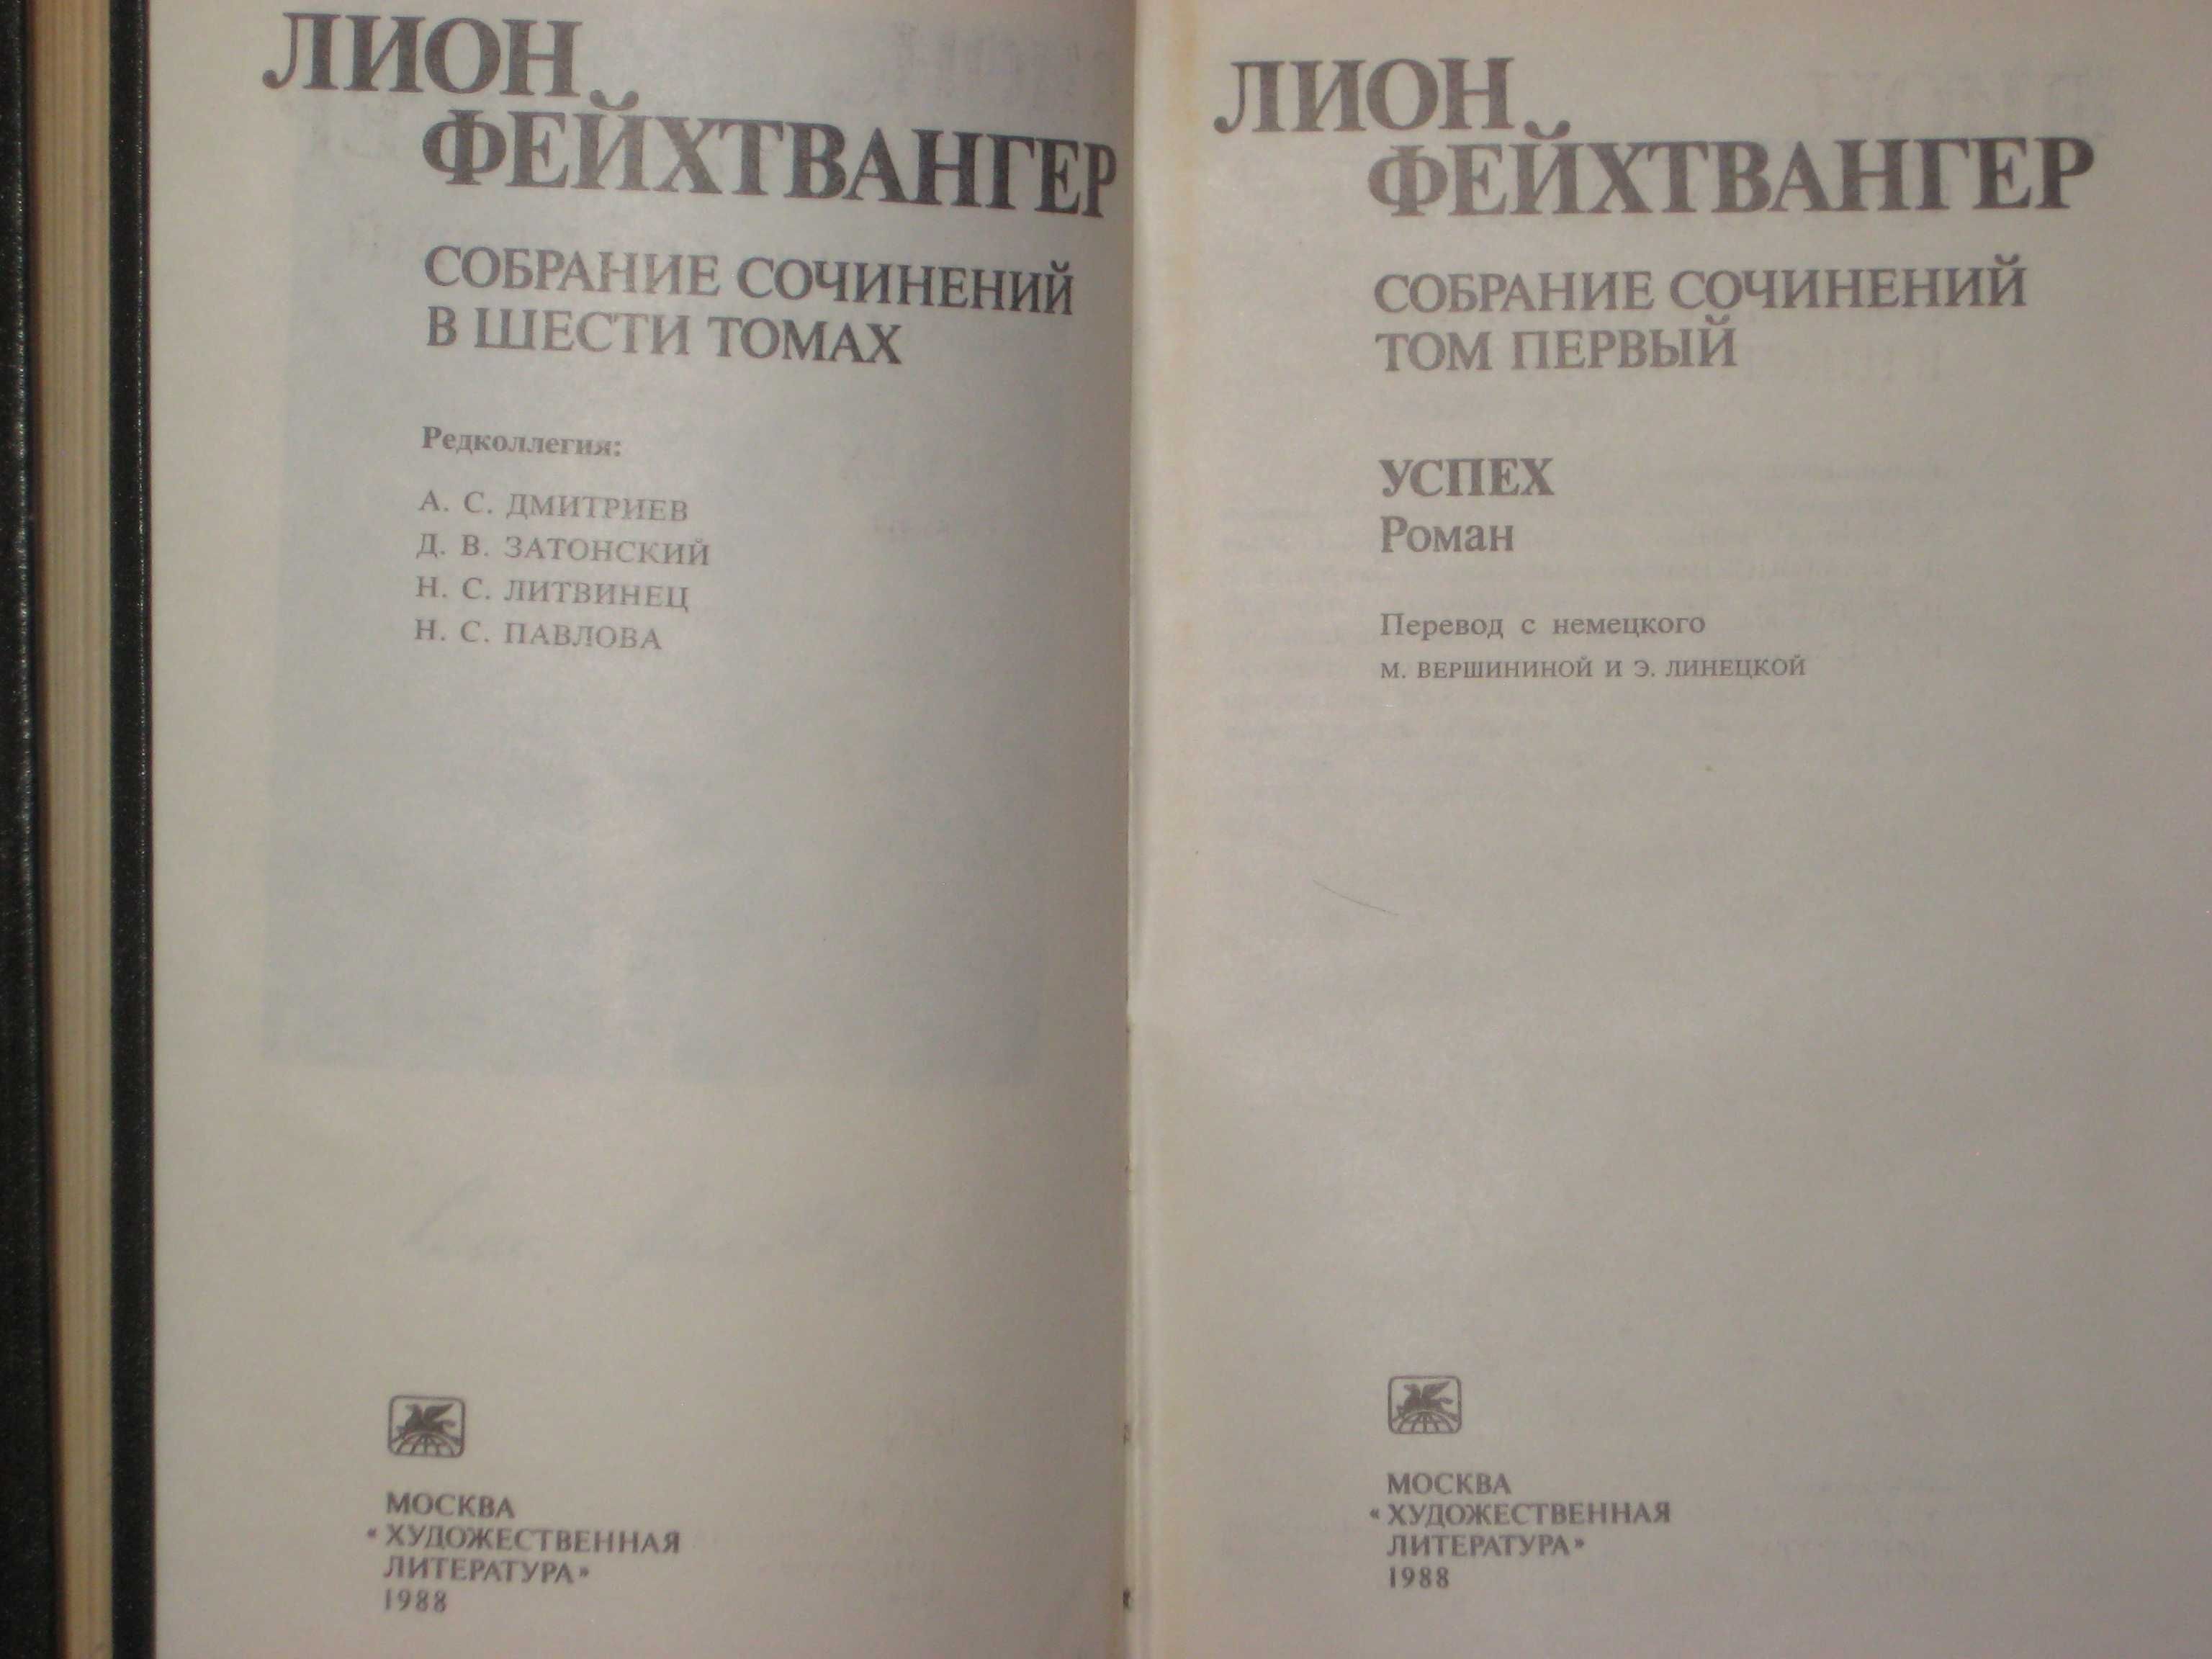 ЛИОН
ФЕЙХТВАНГЕР
СОБРАНИЕ СОЧИНЕНИЙ
В ШЕСТИ ТОМАХ
Редколлегия:
А. С. ДМИТРИЕВ
Д. В. ЗАТОНСКИЙ
Н. С. ЛИТВИНЕЦ
Н. С. ПАВЛОВА
МОСКВА
«ХУДОЖЕСТВЕННАЯ
ЛИТЕРАТУРА»
1988
ЛИОН
ФЕЙХТВАНГЕР
СОБРАНИЕ СОЧИНЕНИЙ
ТОМ ПЕРВЫЙ
УСПЕХ
Роман
Перевод с немецкого
М. ВЕРШИНИНОЙ И Э. ЛИНЕЦКОЙ
МОСКВА
«ХУДОЖЕСТВЕННАЯ
ЛИТЕРАТУРА»
1988